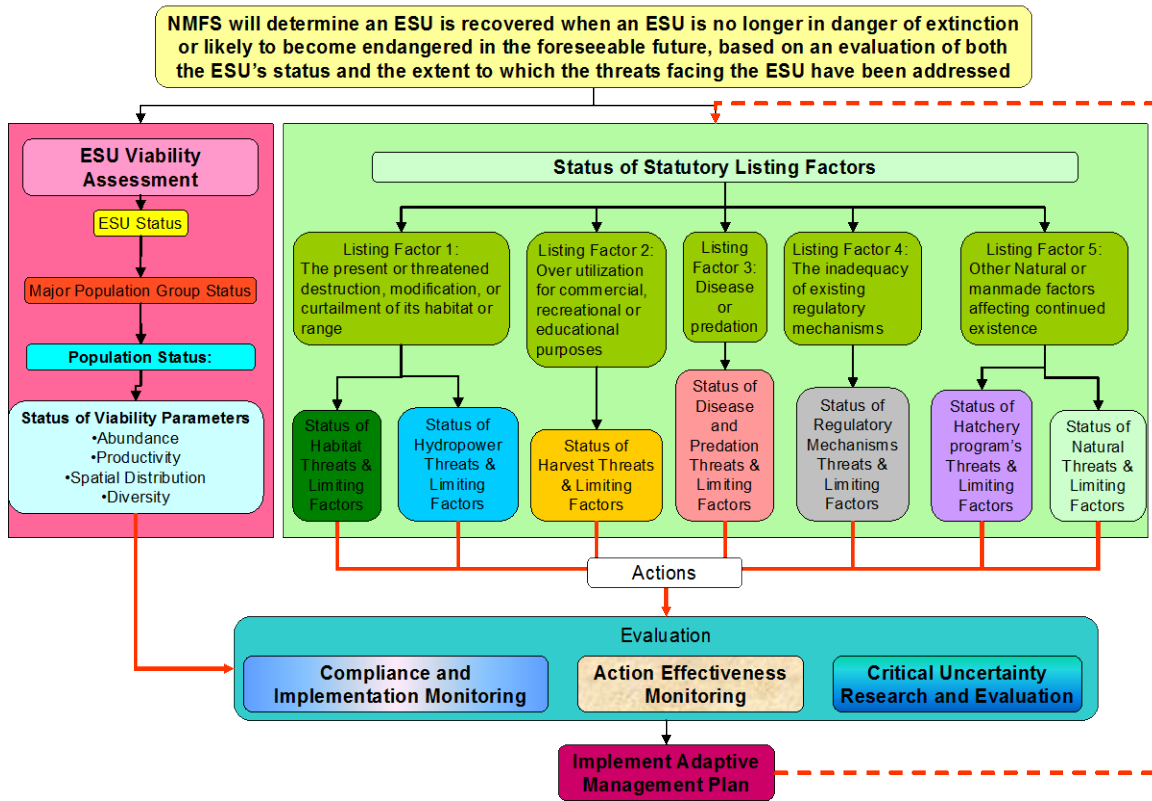 NMFS will determine an ESU is recovered when an ESU is no longer in danger of extinction
or likely to become endangered in the foreseeable future, based on an evaluation of both
the ESU's status and the extent to which the threats facing the ESU have been addressed
ESU Viability
Assessment
ESU Status
Major Population Group Status
Population Status:
Status of Viability Parameters
•Abundance
•Productivity
•Spatial Distribution
•Diversity
Status of Statutory Listing Factors
Listing Factor 1:
The present or threatened
destruction, modification, or
curtailment of its habitat or
range
Listing Factor 2:
Over utilization
for commercial,
recreational or
educational
purposes
Listing
Factor 3:
Disease
or
predation
Listing Factor 4:
The inadequacy
of existing
regulatory
mechanisms
Listing Factor 5:
Other Natural or
manmade factors
affecting continued
existence
Status of
Habitat
Threats &
Limiting
Factors
Status of
Hydropower
Threats &
Limiting
Factors
Status of
Harvest Threats
& Limiting
Factors
Status of
Disease
and
Predation
Threats &
Limiting
Factors
Status of
Regulatory
Mechanisms
Threats &
Limiting
Factors
Status of
Hatchery
program's
Threats &
Limiting
Factors
Status of
Natural
Threats &
Limiting
Factors
Actions
Evaluation
Compliance and
Implementation Monitoring
Action Effectiveness
Monitoring
Critical Uncertainty
Research and Evaluation
Implement Adaptive
Management Plan